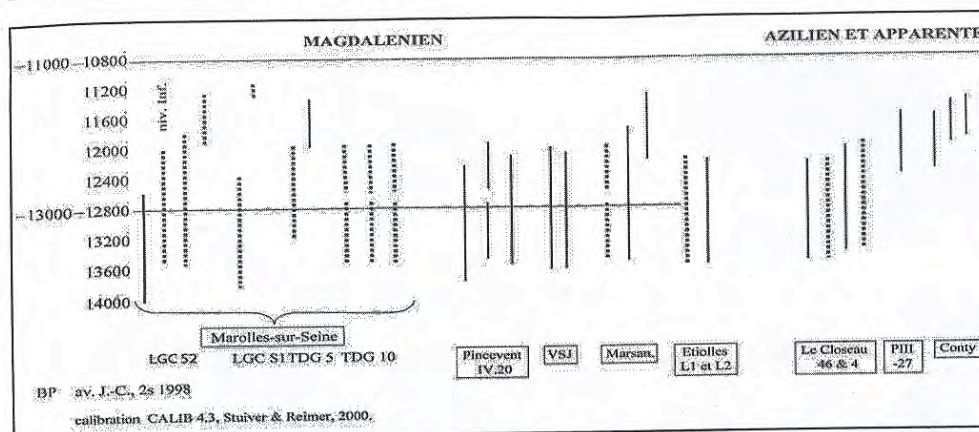 MAGDALENIEN AZILIEN ET APPARENTE
-11000 -10800
11200
niv. Inf.
11600
12000
12400
-13000 -12800
13200
13600
14000
Marolles-sur-Seine
LGC S2 LGC S1 TDG 5 TDG 10
Pincevent
IV.20
VSJ
Marsan.
Etiolles
L1 et L2
Le Closeau
46 & 4
PIII
-27
Conty
BP av. J.-C., 2s 1998
calibration CALIB 4.3, Stuiver & Reimer, 2000.